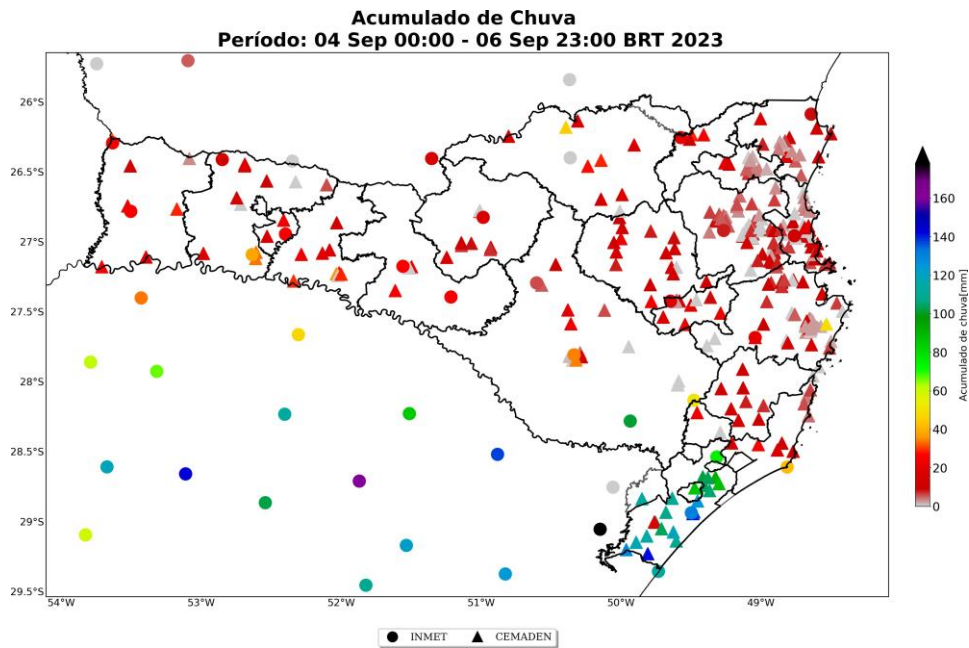 Acumulado de Chuva
Período: 04 Sep 00:00 - 06 Sep 23:00 BRT 2023
26°S
26.5°S
27°S
27.5°S
28°S
28.5°S
29°S
29.5°S
54°W 53°W 52°W 51°W 50°W 49°W
160
140
120
100
80
60
40
20
0
Acumulado de chuva[mm]
INMET CEMADEN